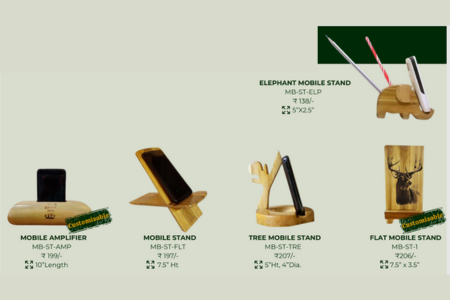 ELEPHANT MOBILE STAND
MB-ST-ELP
₹ 138/-
5”X2.5”
Customisable
MOBILE AMPLIFIER
MB-ST-AMP
₹ 199/-
10”Length
MOBILE STAND
MB-ST-FLT
₹ 197/-
7.5” Ht
TREE MOBILE STAND
MB-ST-TRE
₹207/-
5”Ht, 4”Dia.
Customisable
FLAT MOBILE STAND
MB-ST-1
₹206/-
7.5” x 3.5”